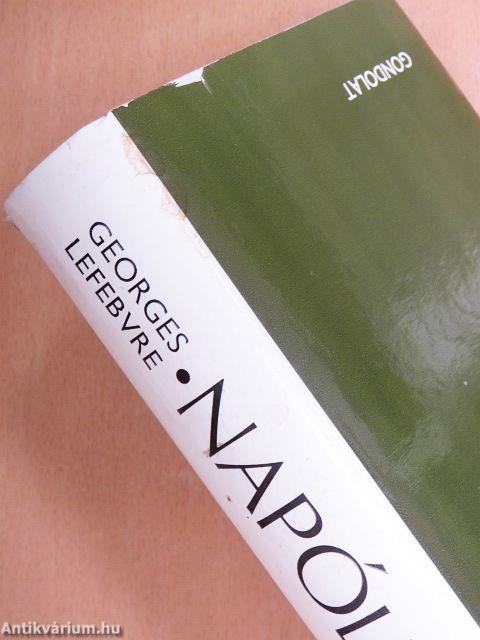 GONDOLAT
GEORGES
LEFEBVRE
• NAPÓL
Antikvárium.hu